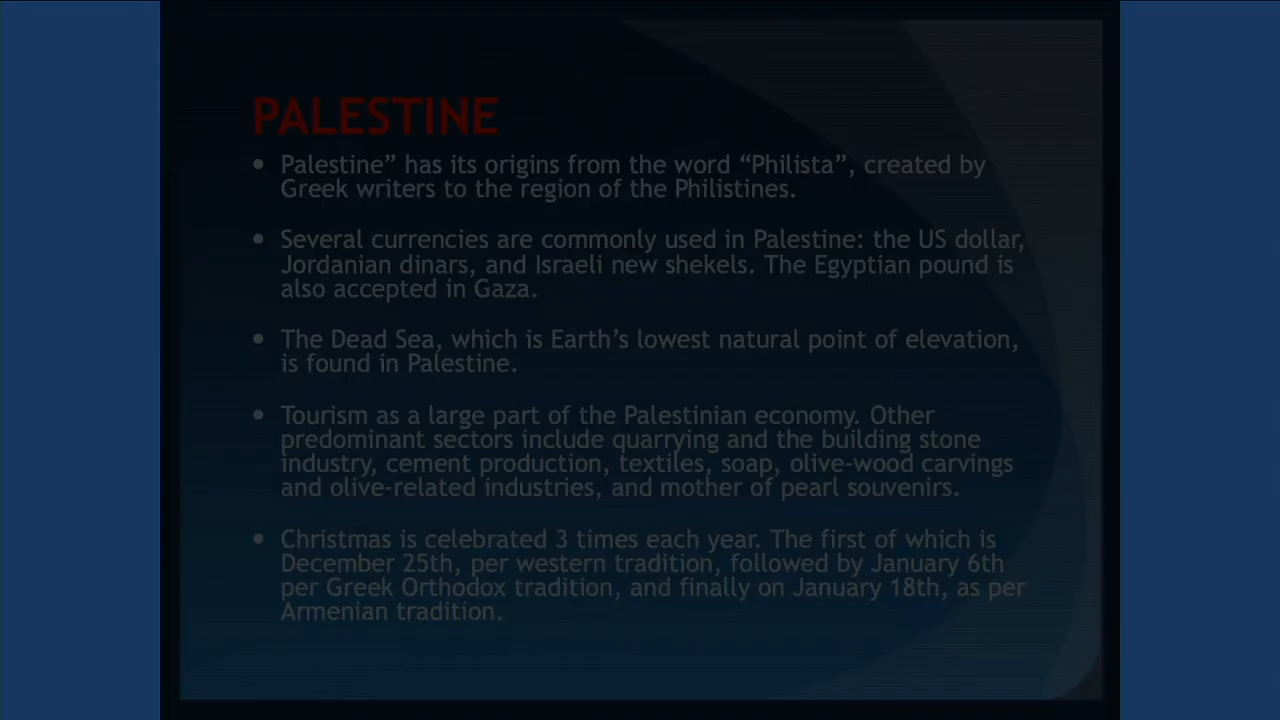 PALESTINE
• Palestine” has its origins from the word “Philista”, created by
Greek writers to the region of the Philistines.
• Several currencies are commonly used in Palestine: the US dollar,
Jordanian dinars, and Israeli new shekels. The Egyptian pound is
also accepted in Gaza.
• The Dead Sea, which is Earth’s lowest natural point of elevation,
is found in Palestine.
• Tourism as a large part of the Palestinian economy. Other
predominant sectors include quarrying and the building stone
industry, cement production, textiles, soap, olive-wood carvings
and olive-related industries, and mother of pearl souvenirs.
• Christmas is celebrated 3 times each year. The first of which is
December 25th, per western tradition, followed by January 6th
per Greek Orthodox tradition, and finally on January 18th, as per
Armenian tradition.